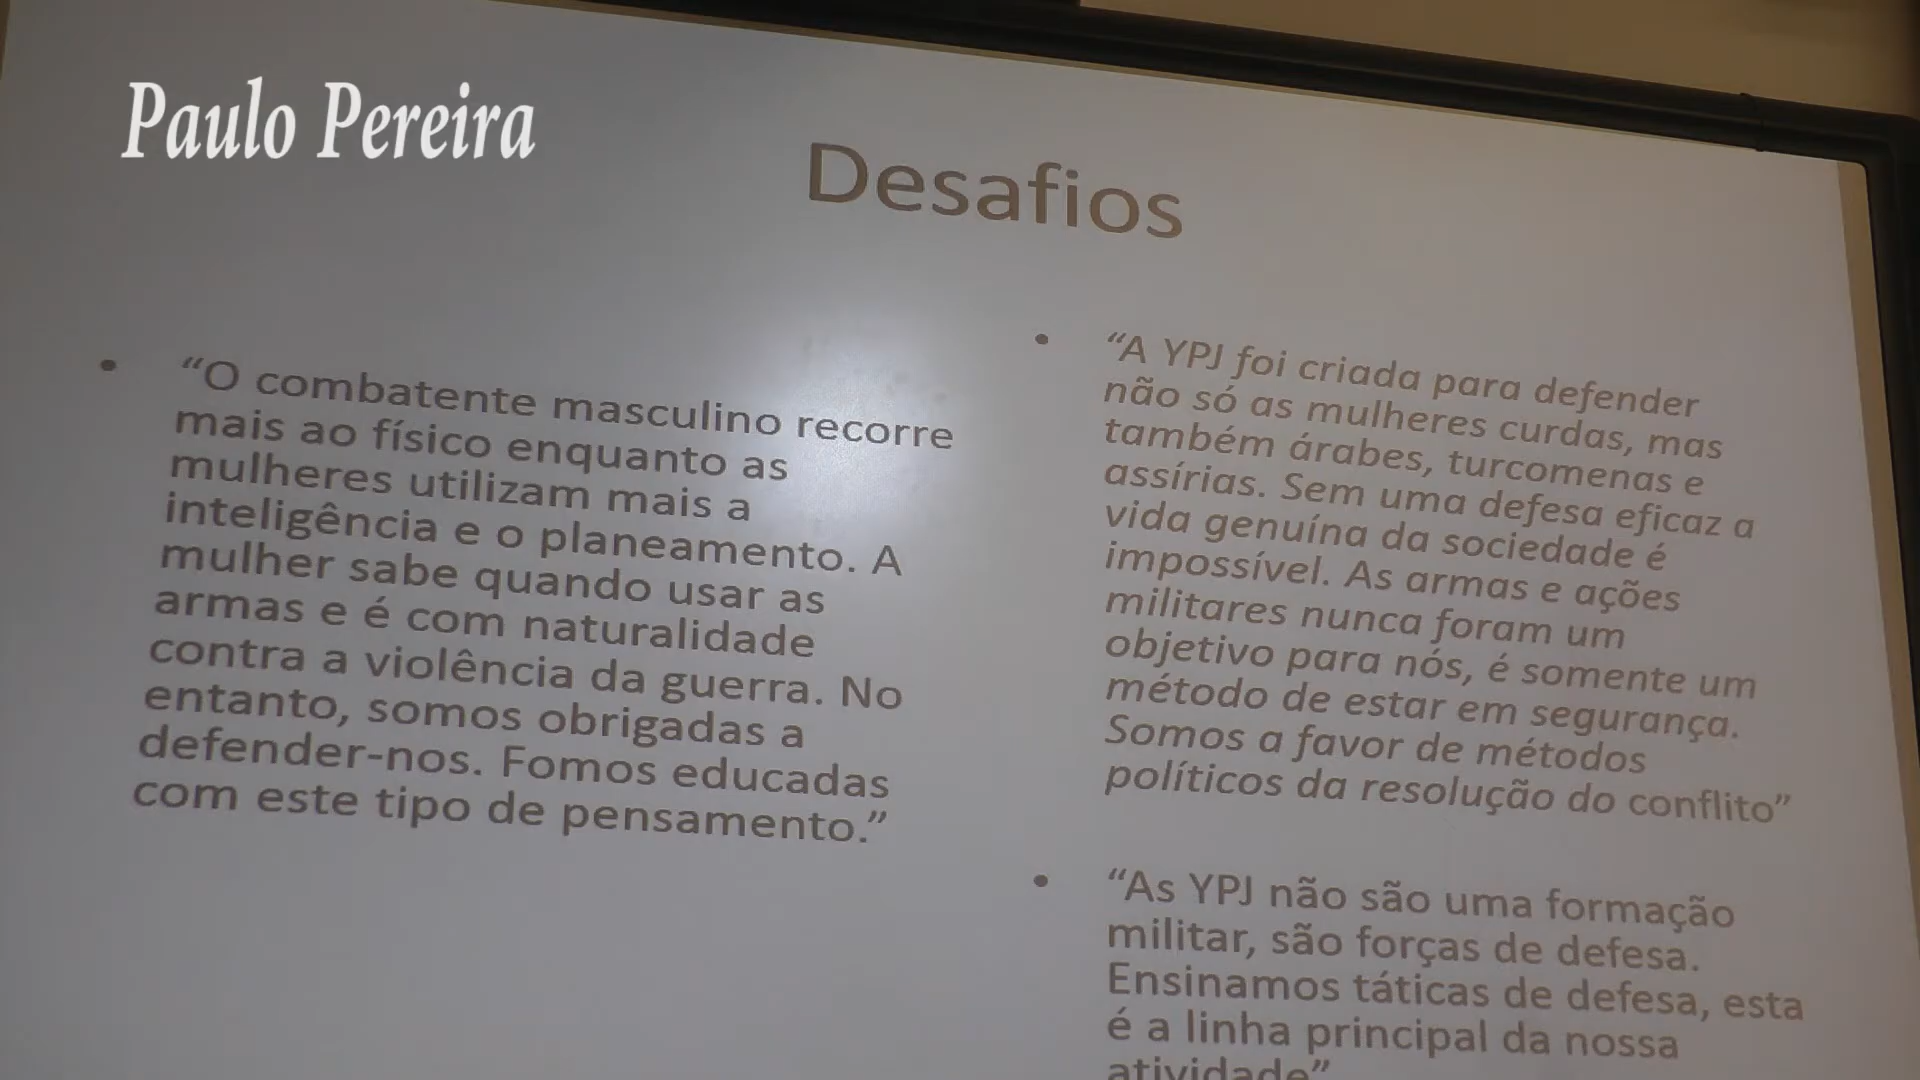 Paulo Pereira
Desafios
• “O combatente masculino recorre
mais ao físico enquanto as
mulheres utilizam mais a
inteligência e o planeamento. A
mulher sabe quando usar as
armas e é com naturalidade
contra a violência da guerra. No
entanto, somos obrigadas a
defender-nos. Fomos educadas
com este tipo de pensamento.”
• “A YPJ foi criada para defender
não só as mulheres curdas, mas
também árabes, turcomenas e
assírias. Sem uma defesa eficaz a
vida genuína da sociedade é
impossível. As armas e ações
militares nunca foram um
objetivo para nós, é somente um
método de estar em segurança.
Somos a favor de métodos
políticos da resolução do conflito”
• “As YPJ não são uma formação
militar, são forças de defesa.
Ensinamos táticas de defesa, esta
é a linha principal da nossa
atividade”